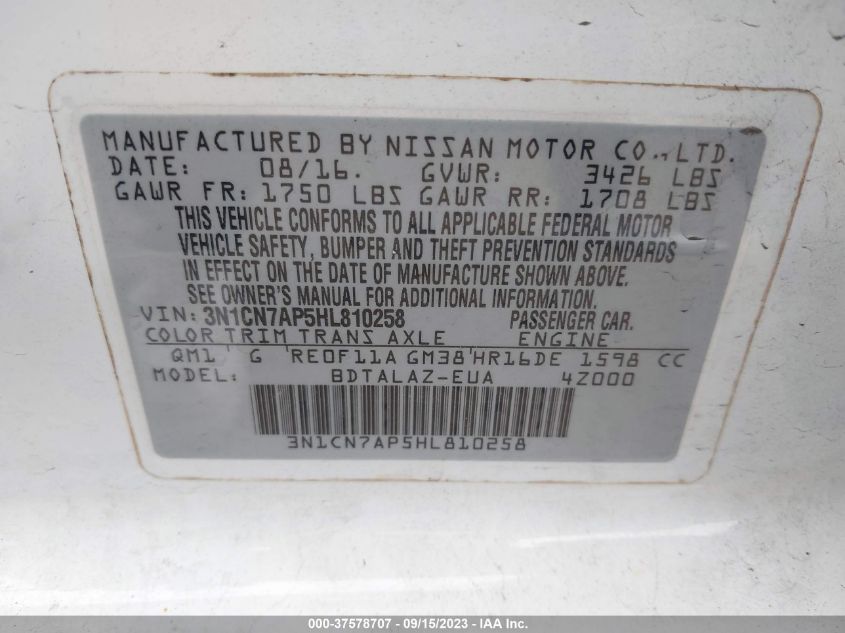 MANUFACTURED BY NISSAN MOTOR CO.,LTD.
DATE: 08/16. GVWR: 3426 LBS
GAWR FR: 1750 LBS GAWR RR: 1708 LBS
THIS VEHICLE CONFORMS TO ALL APPLICABLE FEDERAL MOTOR
VEHICLE SAFETY, BUMPER AND THEFT PREVENTION STANDARDS
IN EFFECT ON THE DATE OF MANUFACTURE SHOWN ABOVE.
SEE OWNER'S MANUAL FOR ADDITIONAL INFORMATION.
VIN: 3N1CN7AP5HL810258 PASSENGER CAR.
COLOR TRIM TRANS AXLE ENGINE
QM1 G RE0F11A GM38 HR16DE 1598 CC
MODEL: BDTALAZ-EUA 4Z000
3N1CN7AP5HL810258
000-37578707 - 09/15/2023 - IAA Inc.